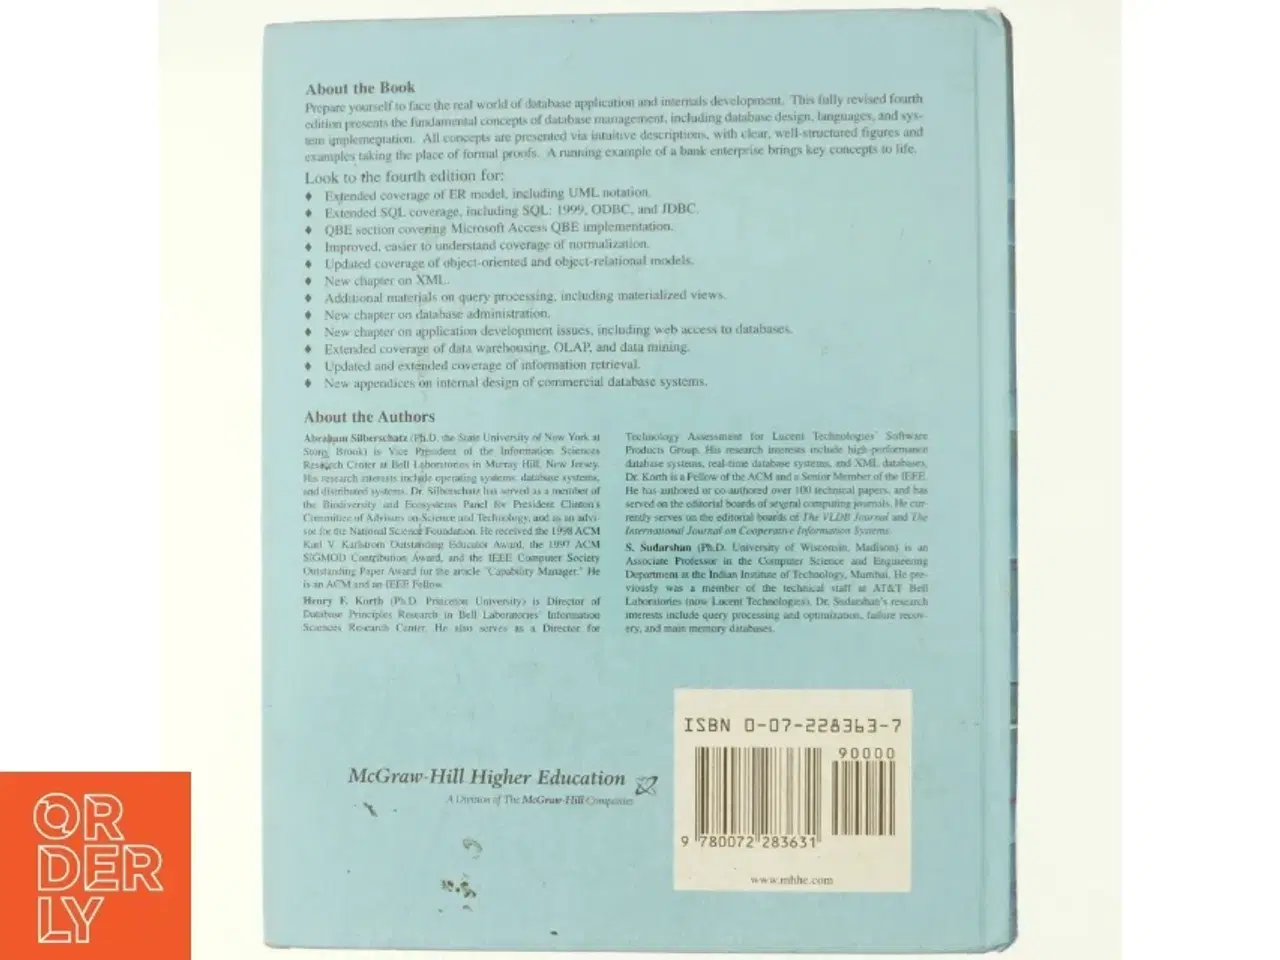 About the Book
Prepare yourself to face the real world of database application and internals development. This fully revised fourth
edition presents the fundamental concepts of database management, including database design, languages, and sys-
tem implementation. All concepts are presented via intuitive descriptions, with clear, well-structured figures and
examples taking the place of formal proofs. A running example of a bank enterprise brings key concepts to life.
Look to the fourth edition for:
♦ Extended coverage of ER model, including UML notation.
♦ Extended SQL coverage, including SQL: 1999, ODBC, and JDBC.
♦ QBE section covering Microsoft Access QBE implementation.
♦ Improved, easier to understand coverage of normalization.
♦ Updated coverage of object-oriented and object-relational models.
♦ New chapter on XML.
♦ Additional materials on query processing, including materialized views.
♦ New chapter on database administration.
♦ New chapter on application development issues, including web access to databases.
♦ Extended coverage of data warehousing, OLAP, and data mining.
♦ Updated and extended coverage of information retrieval.
♦ New appendices on internal design of commercial database systems.
About the Authors
Abraham Silberschatz (Ph.D. the State University of New York at
Stony Brook) is Vice President of the Information Sciences
Research Center at Bell Laboratories in Murray Hill, New Jersey.
His research interests include operating systems, database systems,
and distributed systems. Dr. Silberschatz has served as a member of
the Biodiversity and Ecosystems Panel for President Clinton's
Committee of Advisors on Science and Technology, and as an advi-
sor for the National Science Foundation. He received the 1998 ACM
Karl V. Karlstrom Outstanding Educator Award, the 1997 ACM
SIGMOD Contribution Award, and the IEEE Computer Society
Outstanding Paper Award for the article "Capability Manager." He
is an ACM and an IEEE Fellow.
Henry F. Korth (Ph.D. Princeton University) is Director of
Database Principles Research in Bell Laboratories' Information
Sciences Research Center. He also serves as a Director for
Technology Assessment for Lucent Technologies' Software
Products Group. His research interests include high-performance
database systems, real-time database systems, and XML databases.
Dr. Korth is a Fellow of the ACM and a Senior Member of the IEEE.
He has authored or co-authored over 100 technical papers, and has
served on the editorial boards of several computing journals. He cur-
rently serves on the editorial boards of The VLDB Journal and The
International Journal on Cooperative Information Systems.
S. Sudarshan (Ph.D. University of Wisconsin, Madison) is an
Associate Professor in the Computer Science and Engineering
Department at the Indian Institute of Technology, Mumbai. He pre-
viously was a member of the technical staff at AT&T Bell
Laboratories (now Lucent Technologies). Dr. Sudarshan's research
interests include query processing and optimization, failure recov-
ery, and main memory databases.
ISBN 0-07-228363-7
90000
9 780072 283631
www.mhhe.com
McGraw-Hill Higher Education
A Division of The McGraw-Hill Companies
OR
DER
LY